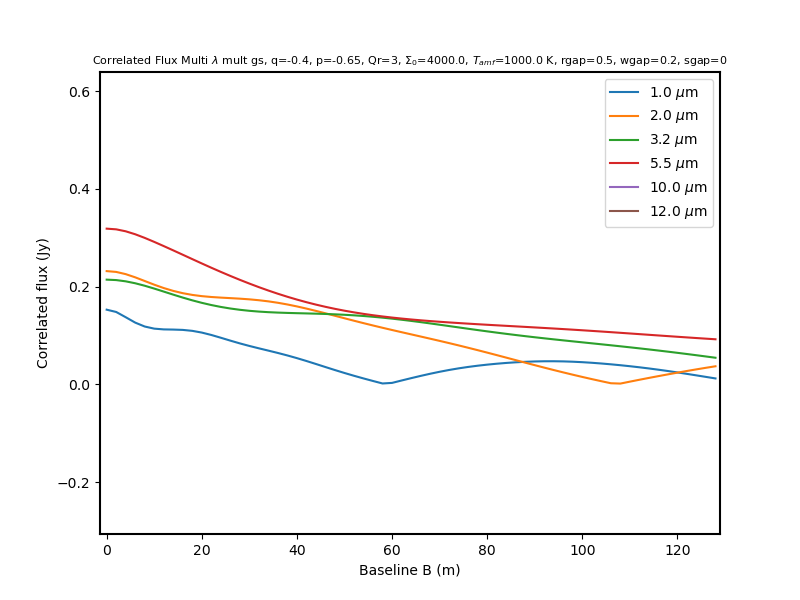 Correlated Flux Multi λ mult gs, q=-0.4, p=-0.65, Qr=3, Σ₀=4000.0, Tₐₘf=1000.0 K, rgap=0.5, wgap=0.2, sgap=0
0.6
0.4
0.2
0.0
−0.2
Correlated flux (Jy)
1.0 μm
2.0 μm
3.2 μm
5.5 μm
10.0 μm
12.0 μm
0 20 40 60 80 100 120
Baseline B (m)